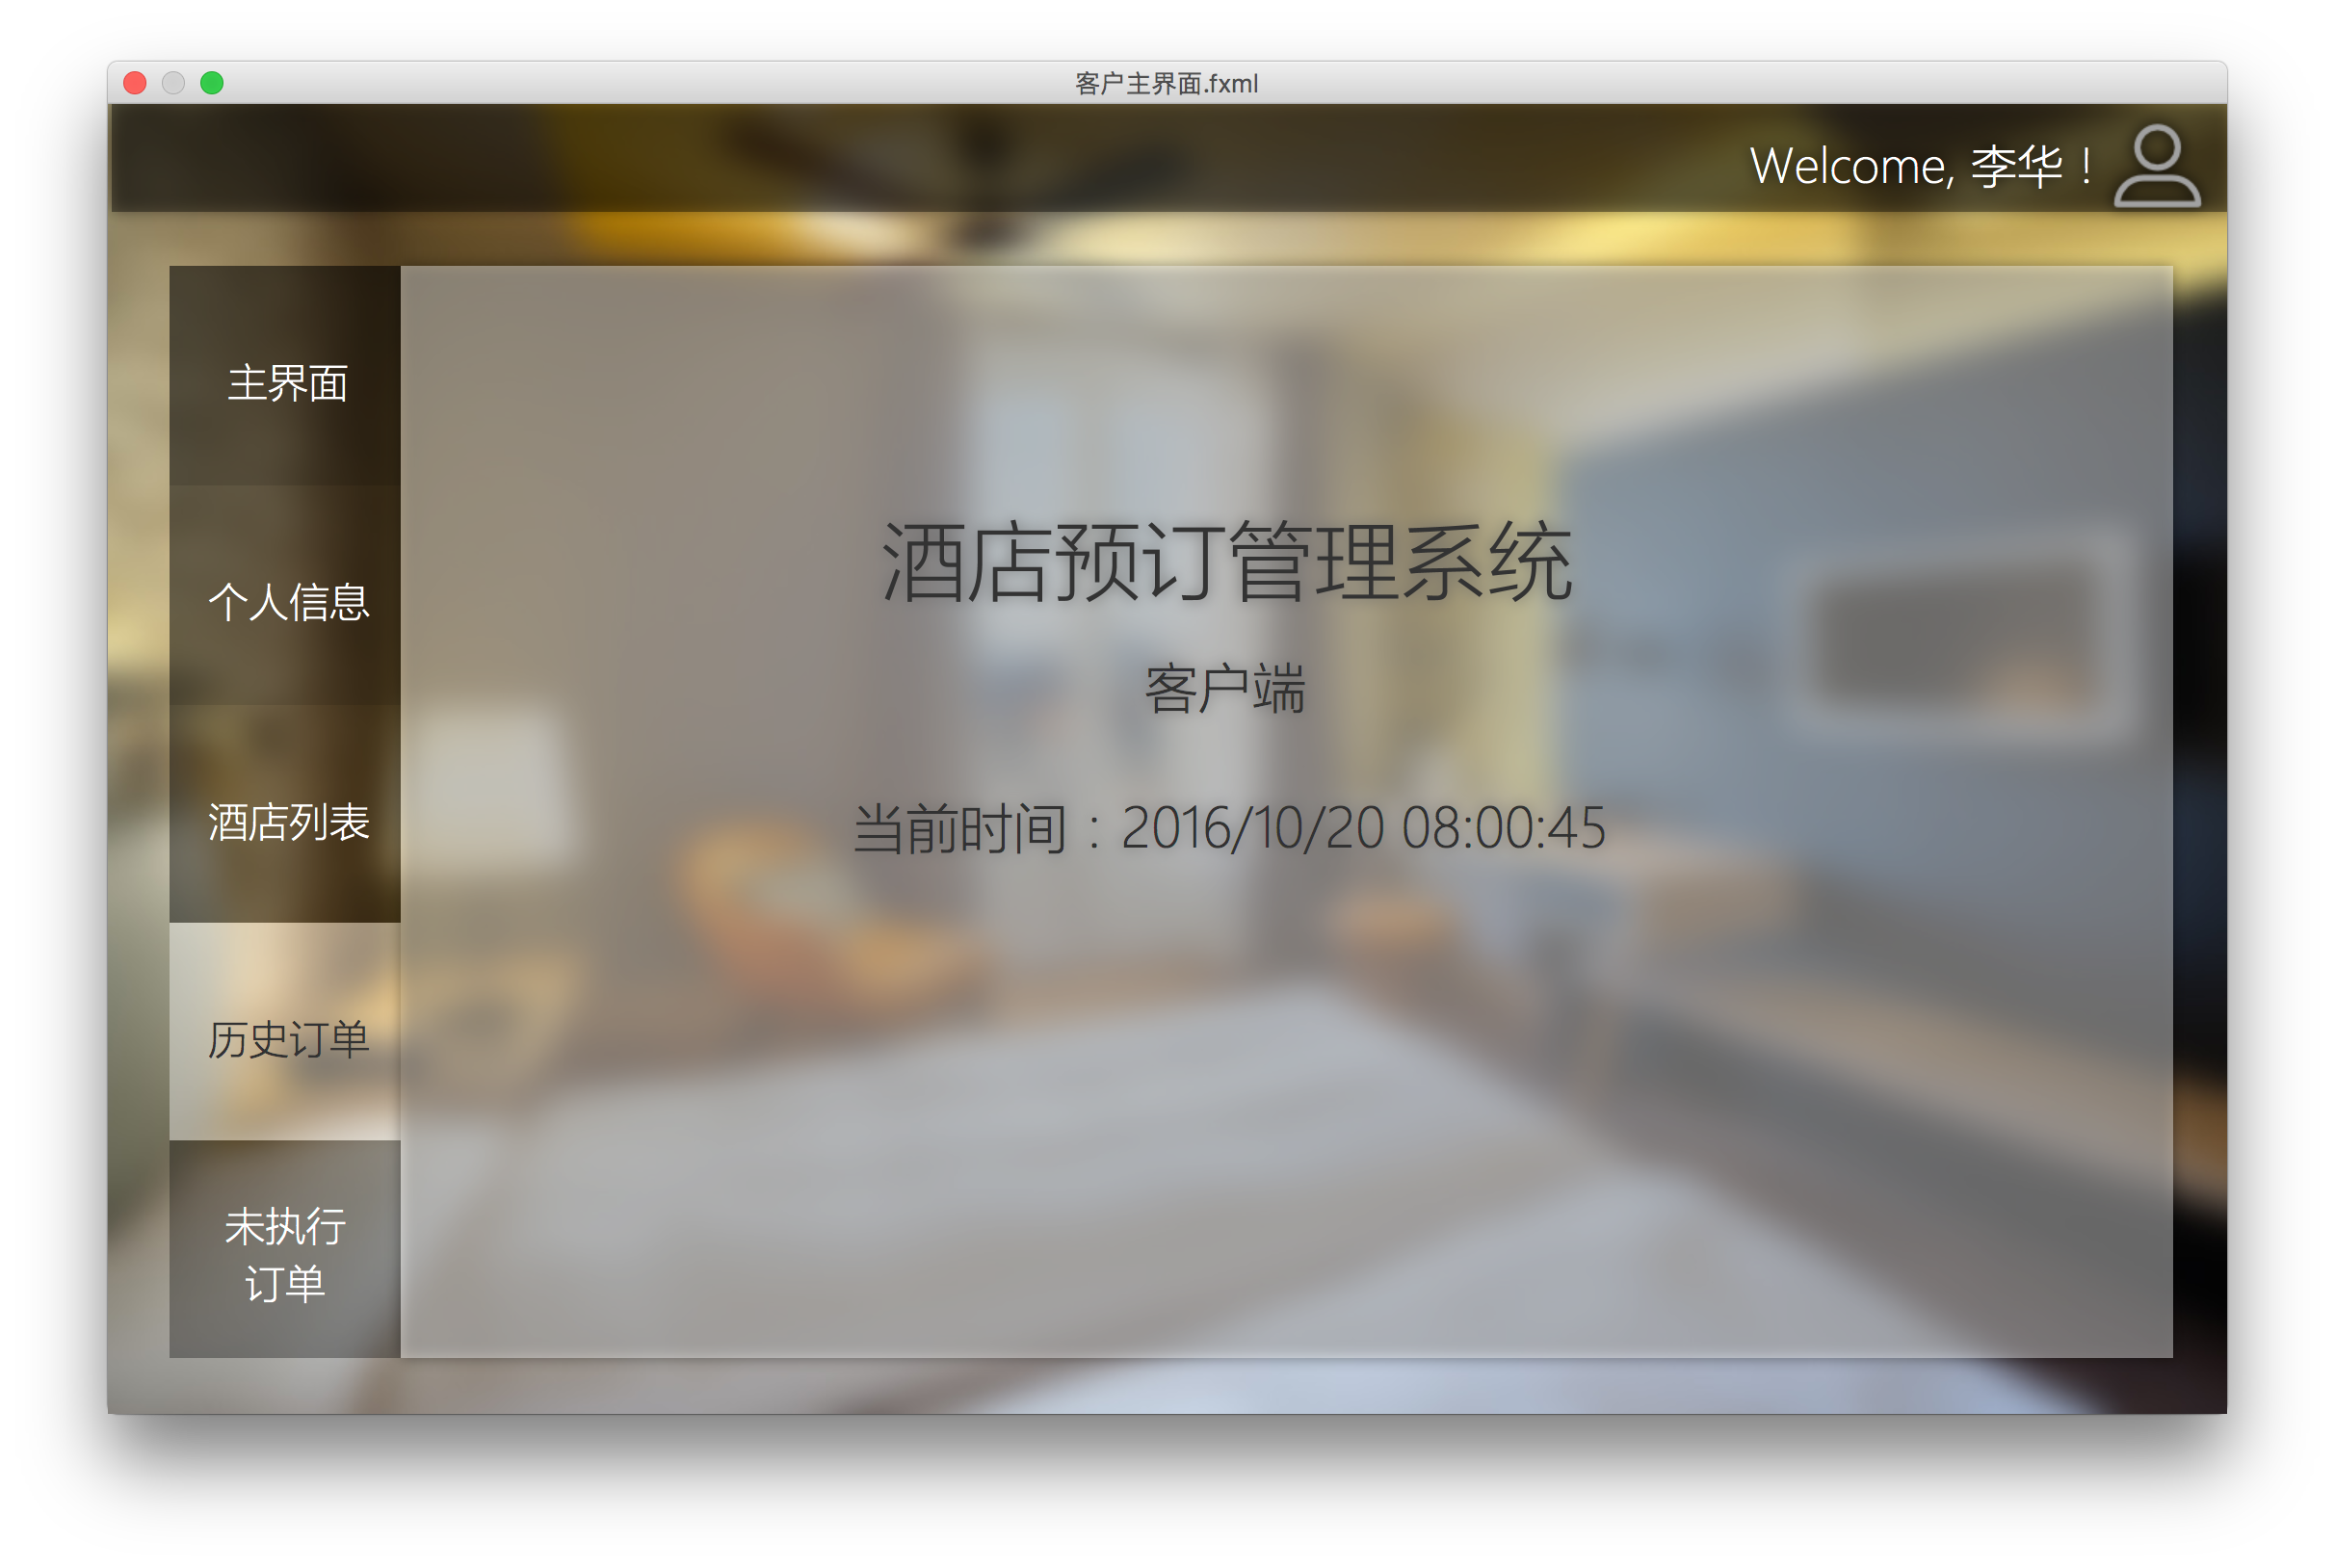 客户主界面.fxml
Welcome, 李华！
主界面
个人信息
酒店列表
历史订单
未执行
订单
酒店预订管理系统
客户端
当前时间：2016/10/20 08:00:45